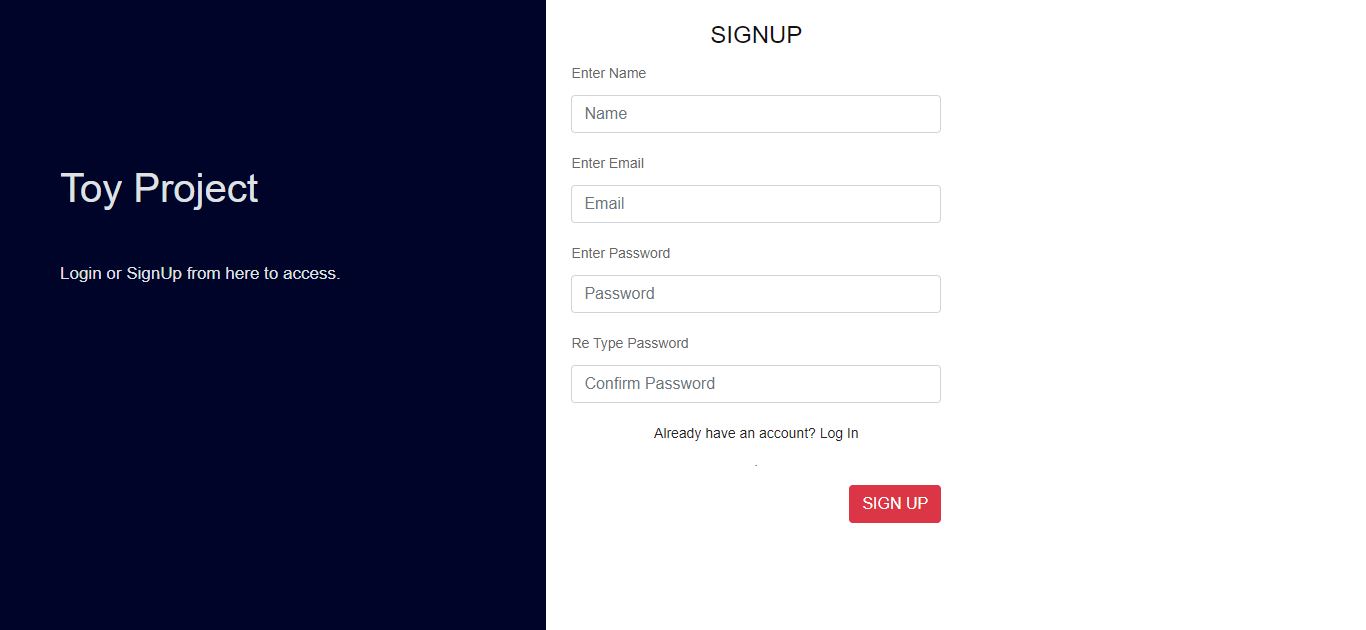 Toy Project
Login or SignUp from here to access.
SIGNUP
Enter Name
Name
Enter Email
Email
Enter Password
Password
Re Type Password
Confirm Password
Already have an account? Log In
.
SIGN UP